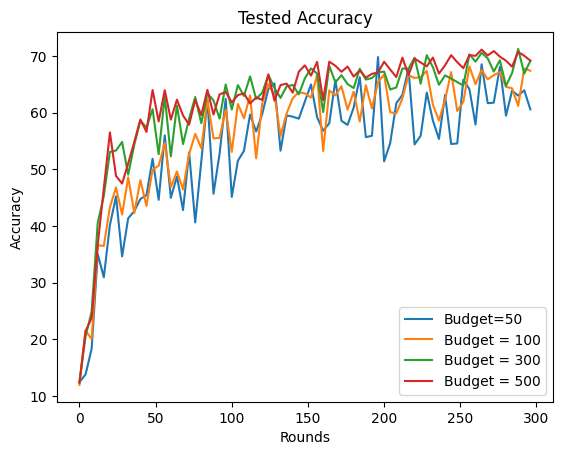 Tested Accuracy
Accuracy
70
60
50
40
30
20
10
0
50
100
150
200
250
300
Rounds
Budget=50
Budget = 100
Budget = 300
Budget = 500